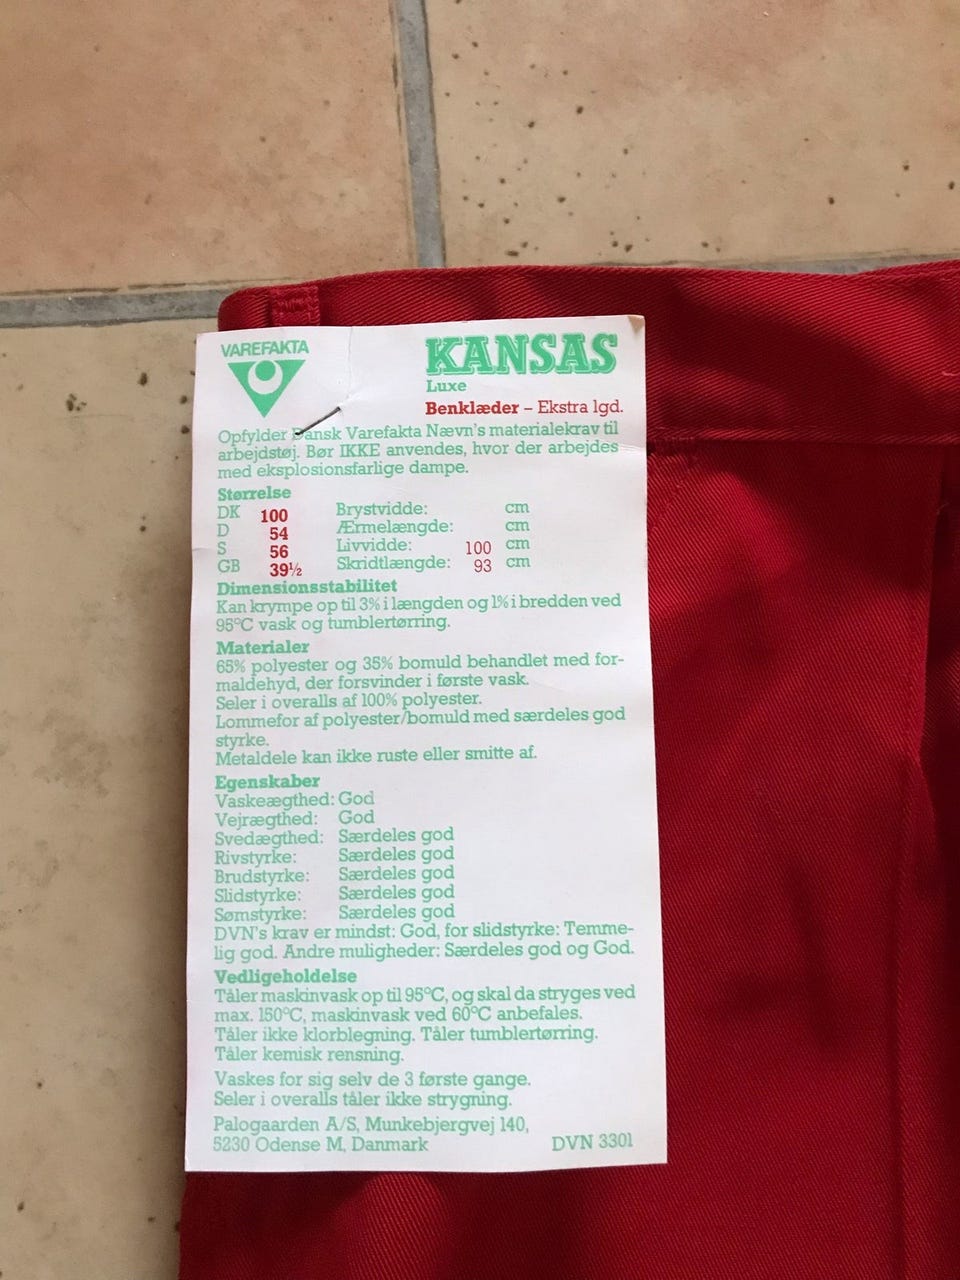 VAREFAKTA
KANSAS
Luxe
Benklæder – Ekstra lgd.
Opfylder Dansk Varefakta Nævn's materialekrav til
arbejdstøj. Bør IKKE anvendes, hvor der arbejdes
med eksplosionsfarlige dampe.
Størrelse
DK 100 Brystvidde: cm
D 54 Ærmelængde: cm
S 56 Livvidde: 100 cm
GB 39½ Skridtlængde: 93 cm
Dimensionsstabilitet
Kan krympe op til 3% i længden og 1% i bredden ved
95°C vask og tumblertørring.
Materialer
65% polyester og 35% bomuld behandlet med for-
maldehyd, der forsvinder i første vask.
Seler i overalls af 100% polyester.
Lommefor af polyester/bomuld med særdeles god
styrke.
Metaldele kan ikke ruste eller smitte af.
Egenskaber
Vaskeægthed: God
Vejrægthed: God
Svedægthed: Særdeles god
Rivstyrke: Særdeles god
Brudstyrke: Særdeles god
Slidstyrke: Særdeles god
Sømstyrke: Særdeles god
DVN's krav er mindst: God, for slidstyrke: Temme-
lig god. Andre muligheder: Særdeles god og God.
Vedligeholdelse
Tåler maskinvask op til 95°C, og skal da stryges ved
max. 150°C, maskinvask ved 60°C anbefales.
Tåler ikke klorblegning. Tåler tumblertørring.
Tåler kemisk rensning.
Vaskes for sig selv de 3 første gange.
Seler i overalls tåler ikke strygning.
Palogaarden A/S, Munkebjergvej 140,
5230 Odense M, Danmark DVN 3301